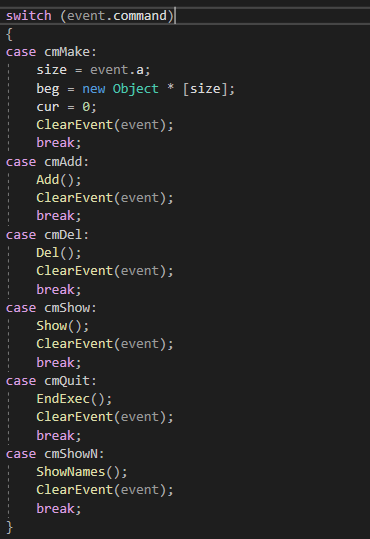 switch (event.command)
{
case cmMake:
    size = event.a;
    beg = new Object * [size];
    cur = 0;
    ClearEvent(event);
    break;
case cmAdd:
    Add();
    ClearEvent(event);
    break;
case cmDel:
    Del();
    ClearEvent(event);
    break;
case cmShow:
    Show();
    ClearEvent(event);
    break;
case cmQuit:
    EndExec();
    ClearEvent(event);
    break;
case cmShowN:
    ShowNames();
    ClearEvent(event);
    break;
}